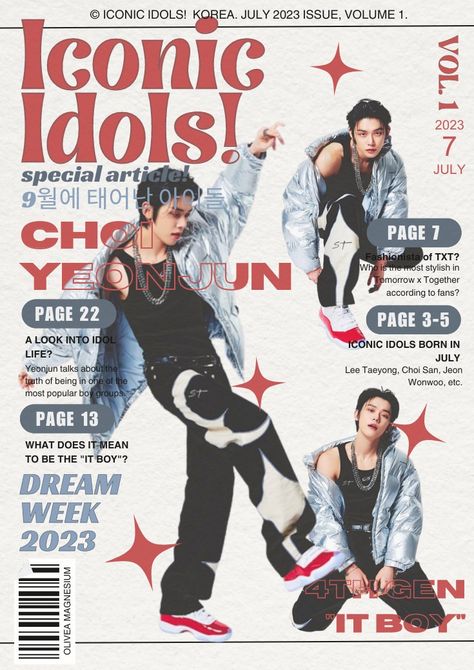 © ICONIC IDOLS! KOREA. JULY 2023 ISSUE, VOLUME 1.
Iconic
Idols!
VOL. 1
2023
7
JULY
special article!
9월에 태어난 아이돌
CHOI
YEONJUN
PAGE 7
Fashionista of TXT?
Who is the most stylish in
Tomorrow x Together
according to fans?
PAGE 22
A LOOK INTO IDOL
LIFE?
Yeonjun talks about the
truth of being in one of the
most popular boy groups.
PAGE 3-5
ICONIC IDOLS BORN IN
JULY
Lee Taeyong, Choi San, Jeon
Wonwoo, etc.
PAGE 13
WHAT DOES IT MEAN
TO BE THE "IT BOY"?
DREAM
WEEK
2023
OLIVEA MAGNESIUM
4TH GEN
"IT BOY"